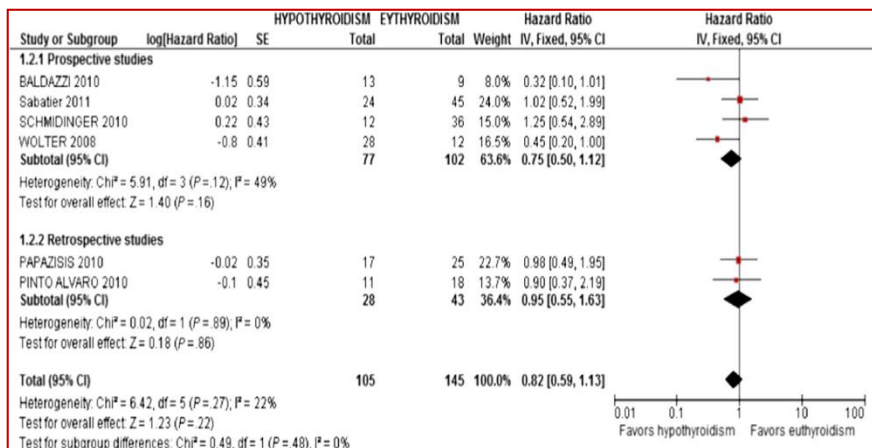 HYPOTHYROIDISM EYTHYROIDISM Hazard Ratio Hazard Ratio
Study or Subgroup log[Hazard Ratio] SE Total Total Weight IV, Fixed, 95% CI IV, Fixed, 95% CI
1.2.1 Prospective studies
BALDAZZI 2010 -1.15 0.59 13 9 8.0% 0.32 [0.10, 1.01]
Sabatier 2011 0.02 0.34 24 45 24.0% 1.02 [0.52, 1.99]
SCHMIDINGER 2010 0.22 0.43 12 36 15.0% 1.25 [0.54, 2.89]
WOLTER 2008 -0.8 0.41 28 12 16.5% 0.45 [0.20, 1.00]
Subtotal (95% CI) 77 102 63.6% 0.75 [0.50, 1.12]
Heterogeneity: Chi² = 5.91, df = 3 (P=.12); I² = 49%
Test for overall effect: Z = 1.40 (P=.16)
1.2.2 Retrospective studies
PAPAZISIS 2010 -0.02 0.35 17 25 22.7% 0.98 [0.49, 1.95]
PINTO ALVARO 2010 -0.1 0.45 11 18 13.7% 0.90 [0.37, 2.19]
Subtotal (95% CI) 28 43 36.4% 0.95 [0.55, 1.63]
Heterogeneity: Chi² = 0.02, df = 1 (P=.89); I² = 0%
Test for overall effect: Z = 0.18 (P=.86)
Total (95% CI) 105 145 100.0% 0.82 [0.59, 1.13]
Heterogeneity: Chi² = 6.42, df = 5 (P=.27); I² = 22%
Test for overall effect: Z = 1.23 (P=.22)
Test for subgroup differences: Chi² = 0.49, df = 1 (P=.48), I² = 0%
0.01 0.1 1 10 100
Favors hypothyroidism Favors euthyroidism